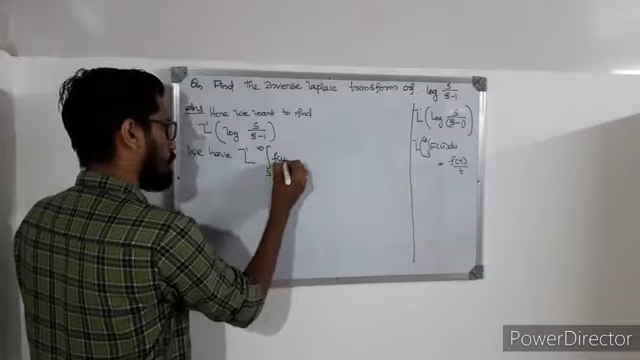 Qn Find the Inverse laplace transform of log s/s-1
Ans Here we want to find
L⁻¹ ( log s/(s-1) )
We have L⁻¹ ∫ₛ^∞ f(u
L⁻¹ ( log s/(s-1) )
L⁻¹ ∫ₛ^∞ F(u)du
= f(t)/t
PowerDirector